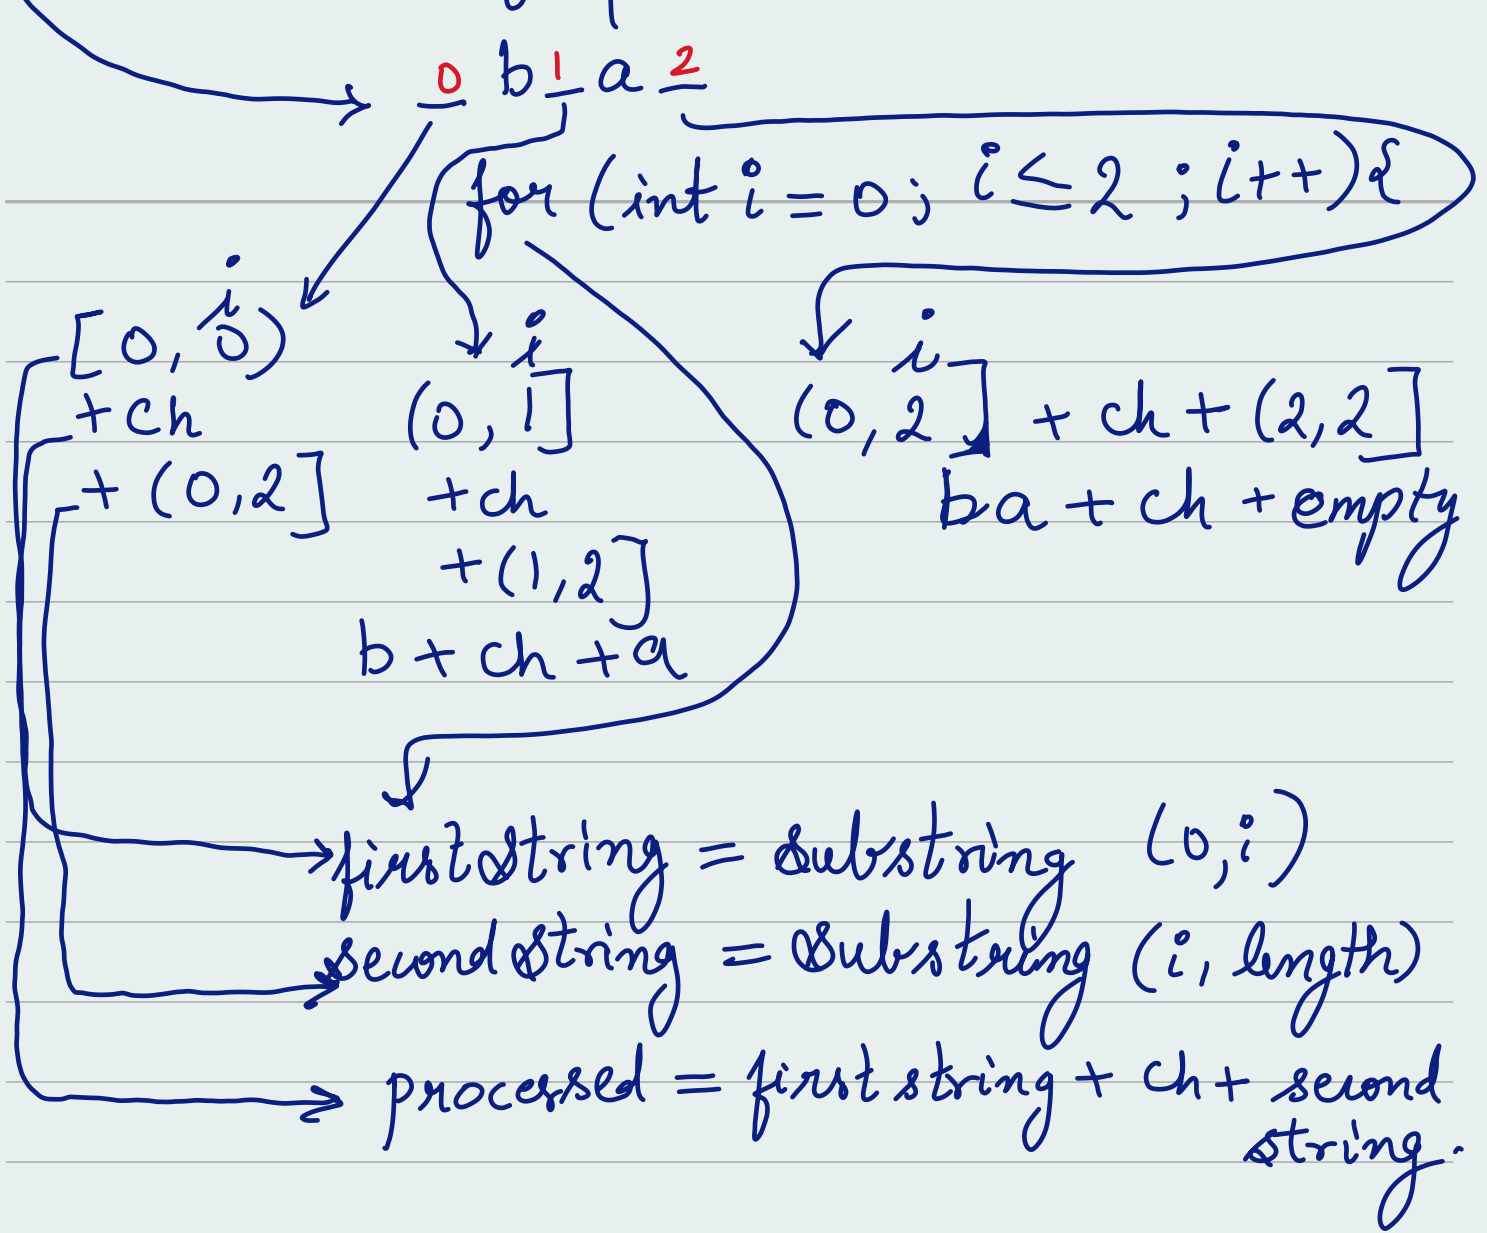 0 b 1 a 2
for (int i = 0; i ≤ 2 ; i++) {
i
[0, 0)
+ ch
+ (0,2]
i
(0, 1]
+ ch
+ (1,2]
b + ch + a
i
(0, 2] + ch + (2,2]
ba + ch + empty
firstString = substring (0,i)
secondString = substring (i, length)
processed = first string + ch + second
string.